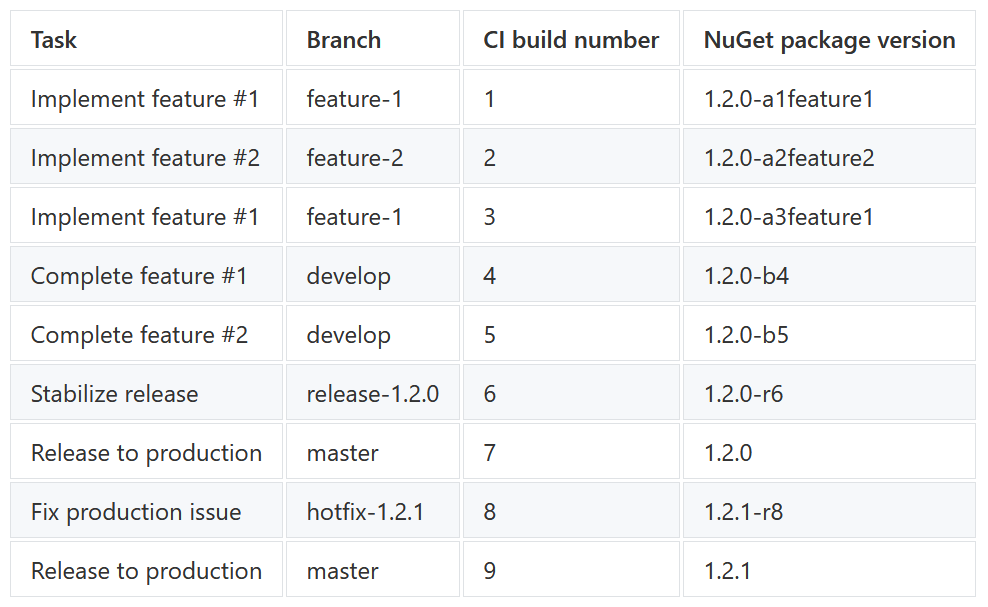 Task Branch CI build number NuGet package version
Implement feature #1 feature-1 1 1.2.0-a1feature1
Implement feature #2 feature-2 2 1.2.0-a2feature2
Implement feature #1 feature-1 3 1.2.0-a3feature1
Complete feature #1 develop 4 1.2.0-b4
Complete feature #2 develop 5 1.2.0-b5
Stabilize release release-1.2.0 6 1.2.0-r6
Release to production master 7 1.2.0
Fix production issue hotfix-1.2.1 8 1.2.1-r8
Release to production master 9 1.2.1